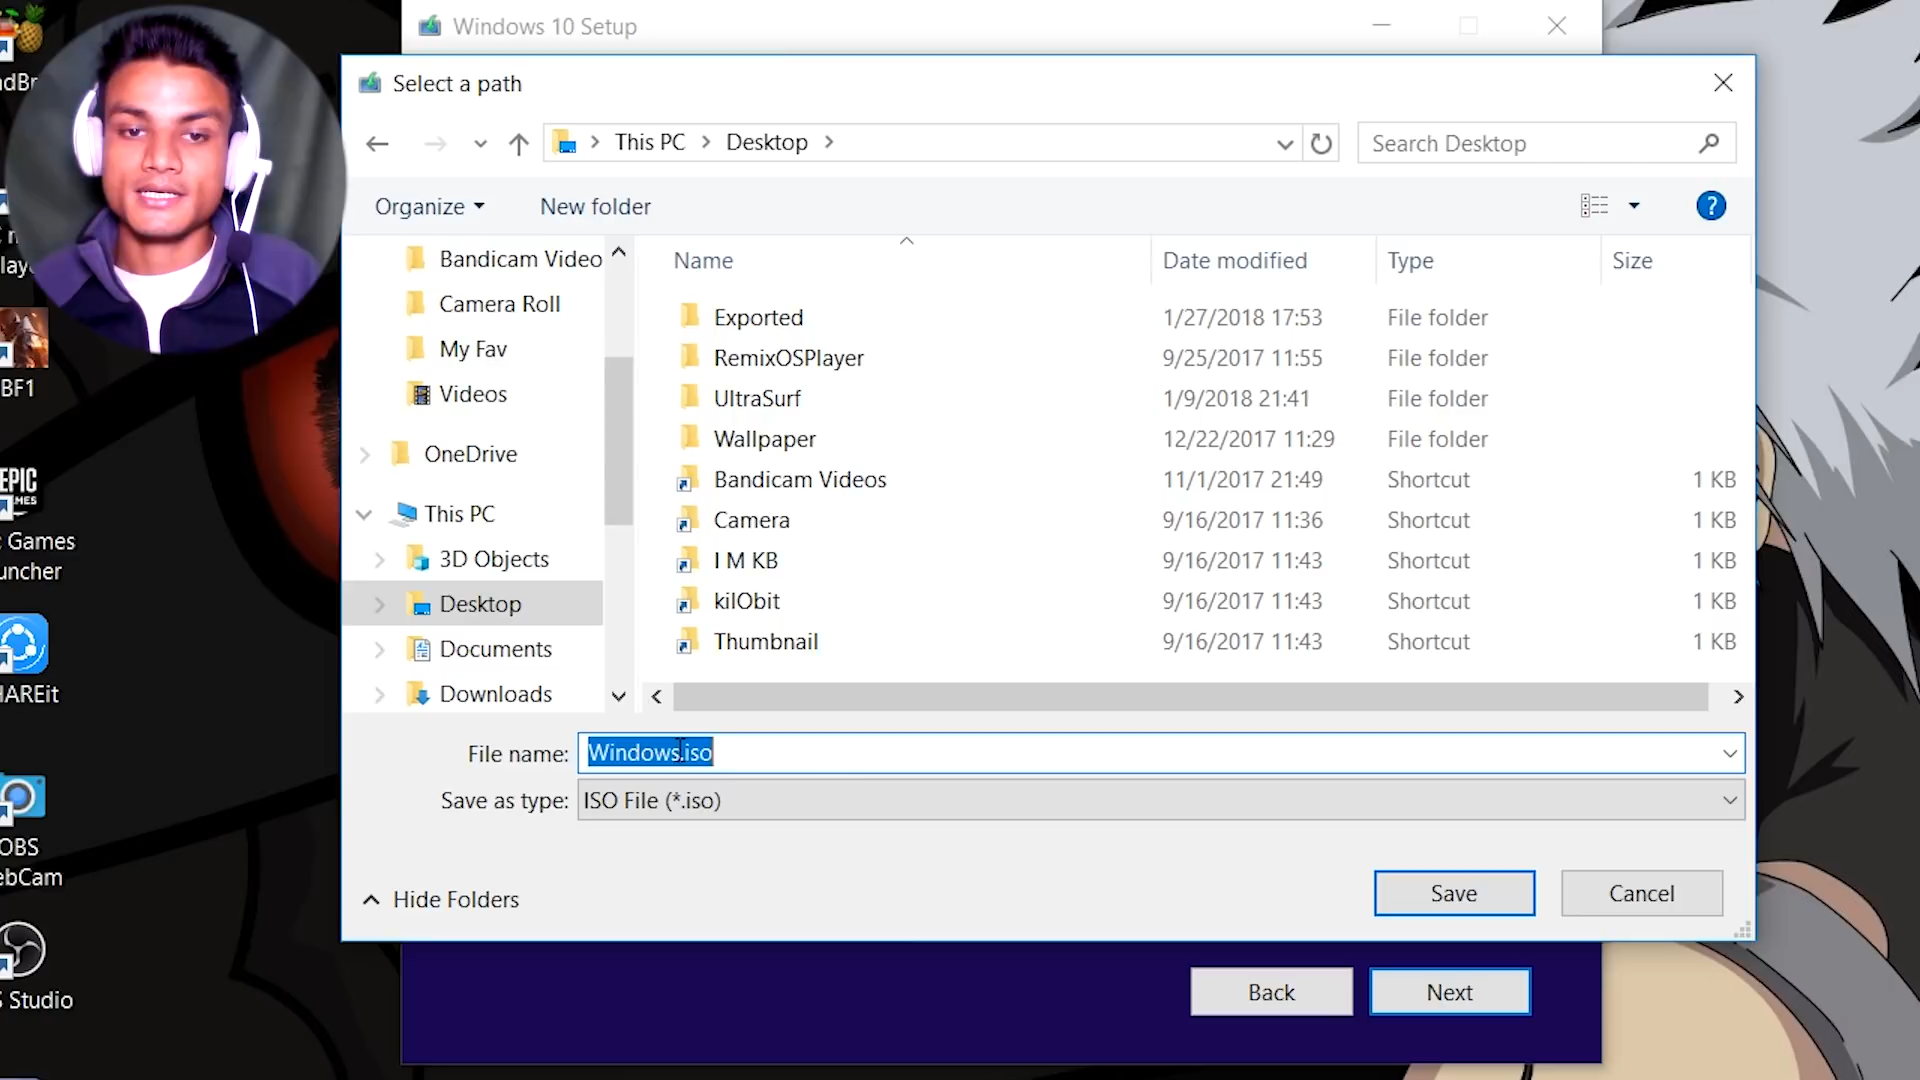 Windows 10 Setup
Select a path
This PC > Desktop >
Search Desktop
Organize
New folder
Name
Date modified
Type
Size
Bandicam Video
Camera Roll
My Fav
Videos
OneDrive
This PC
3D Objects
Desktop
Documents
Downloads
Exported 1/27/2018 17:53 File folder
RemixOSPlayer 9/25/2017 11:55 File folder
UltraSurf 1/9/2018 21:41 File folder
Wallpaper 12/22/2017 11:29 File folder
Bandicam Videos 11/1/2017 21:49 Shortcut 1 KB
Camera 9/16/2017 11:36 Shortcut 1 KB
I M KB 9/16/2017 11:43 Shortcut 1 KB
kilObit 9/16/2017 11:43 Shortcut 1 KB
Thumbnail 9/16/2017 11:43 Shortcut 1 KB
File name: Windows.iso
Save as type: ISO File (*.iso)
Hide Folders
Save
Cancel
Back
Next
BF1
EPIC
Games
uncher
HAREit
OBS
ebCam
Studio